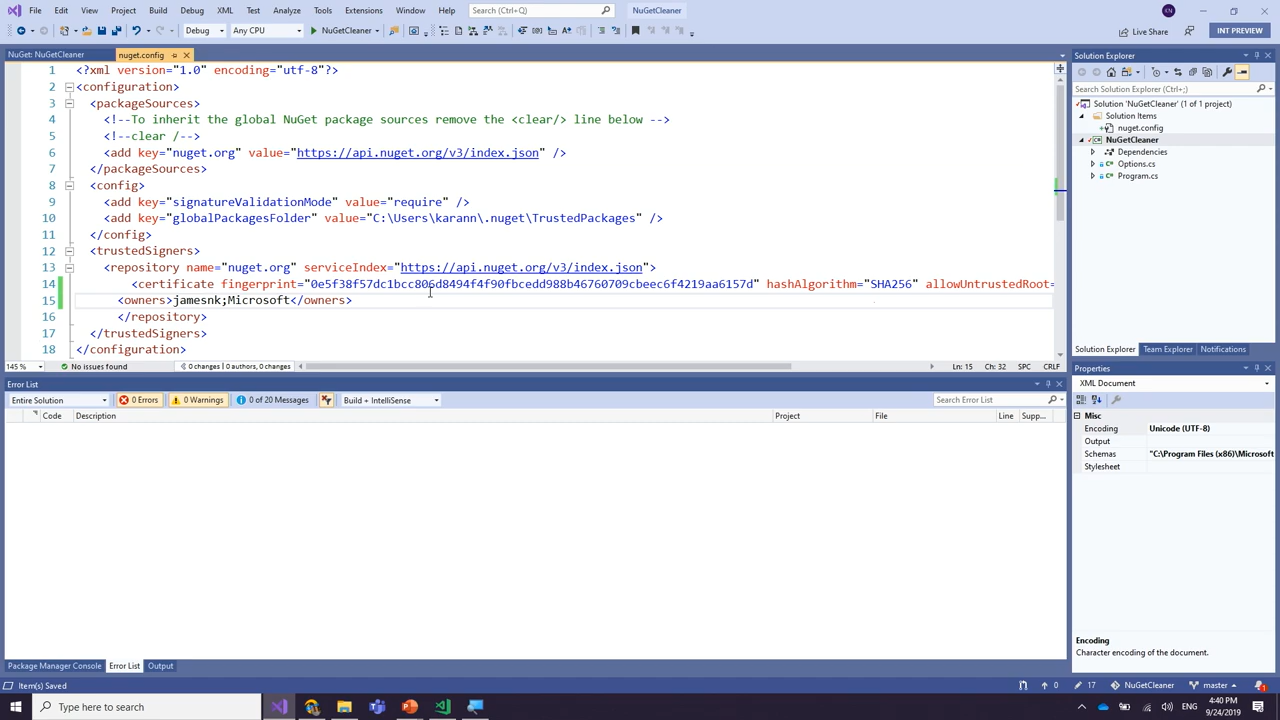 File Edit View Project Build Debug XML Test Analyze Tools Extensions Window Help Search (Ctrl+Q) NuGetCleaner KN
Debug Any CPU NuGetCleaner Live Share INT PREVIEW
NuGet: NuGetCleaner nuget.config
1 <?xml version="1.0" encoding="utf-8"?>
2 <configuration>
3 <packageSources>
4 <!--To inherit the global NuGet package sources remove the <clear/> line below -->
5 <!--clear /-->
6 <add key="nuget.org" value="https://api.nuget.org/v3/index.json" />
7 </packageSources>
8 <config>
9 <add key="signatureValidationMode" value="require" />
10 <add key="globalPackagesFolder" value="C:\Users\karann\.nuget\TrustedPackages" />
11 </config>
12 <trustedSigners>
13 <repository name="nuget.org" serviceIndex="https://api.nuget.org/v3/index.json">
14 <certificate fingerprint="0e5f38f57dc1bcc806d8494f4f90fbcedd988b46760709cbeec6f4219aa6157d" hashAlgorithm="SHA256" allowUntrustedRoot=
15 <owners>jamesnk;Microsoft</owners>
16 </repository>
17 </trustedSigners>
18 </configuration>
145 % No issues found 0 changes | 0 authors, 0 changes Ln: 15 Ch: 32 SPC CRLF
Error List
Entire Solution 0 Errors 0 Warnings 0 of 20 Messages Build + IntelliSense Search Error List
Code Description Project File Line Supp...
Package Manager Console Error List Output
Solution Explorer
Search Solution Explorer (Ctrl+;)
Solution 'NuGetCleaner' (1 of 1 project)
Solution Items
nuget.config
NuGetCleaner
Dependencies
Options.cs
Program.cs
Solution Explorer Team Explorer Notifications
Properties
XML Document
Misc
Encoding Unicode (UTF-8)
Output
Schemas "C:\Program Files (x86)\Microsoft
Stylesheet
Encoding
Character encoding of the document.
Item(s) Saved 0 17 NuGetCleaner master 1
Type here to search 4:40 PM
9/24/2019